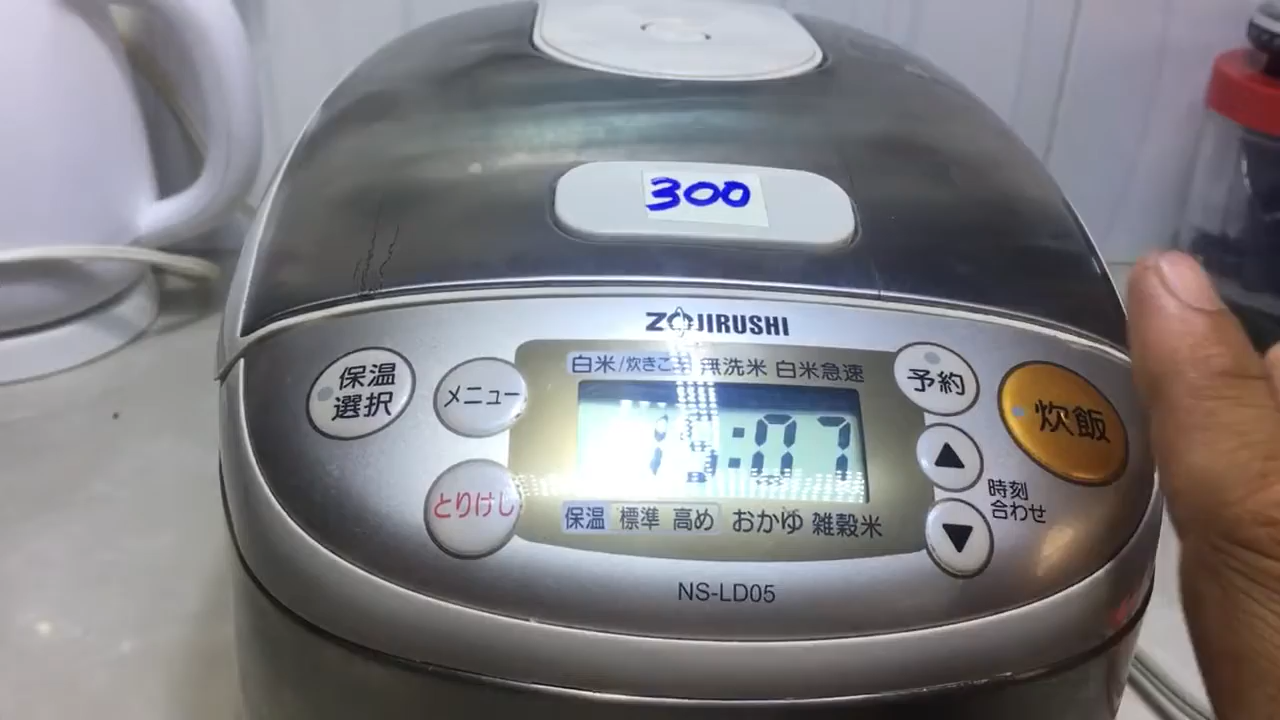 300
ZOJIRUSHI
保温
選択
メニュー
白米/炊きこみ 無洗米 白米急速
予約
炊飯
:07
とりけし
▲
時刻
合わせ
▼
保温 標準 高め おかゆ 雑穀米
NS-LD05